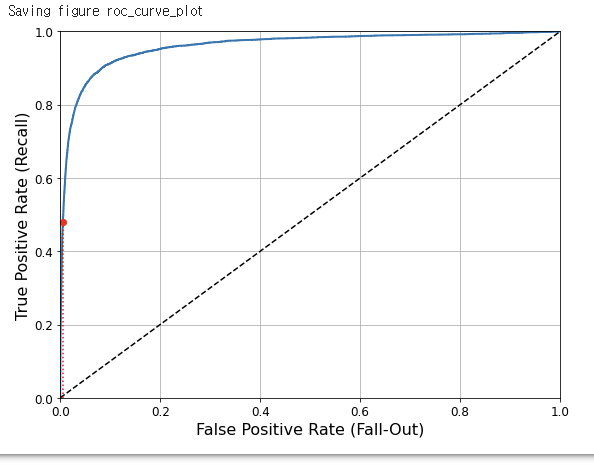 Saving figure roc_curve_plot
1.0
0.8
0.6
0.4
0.2
0.0
True Positive Rate (Recall)
0.0 0.2 0.4 0.6 0.8 1.0
False Positive Rate (Fall-Out)